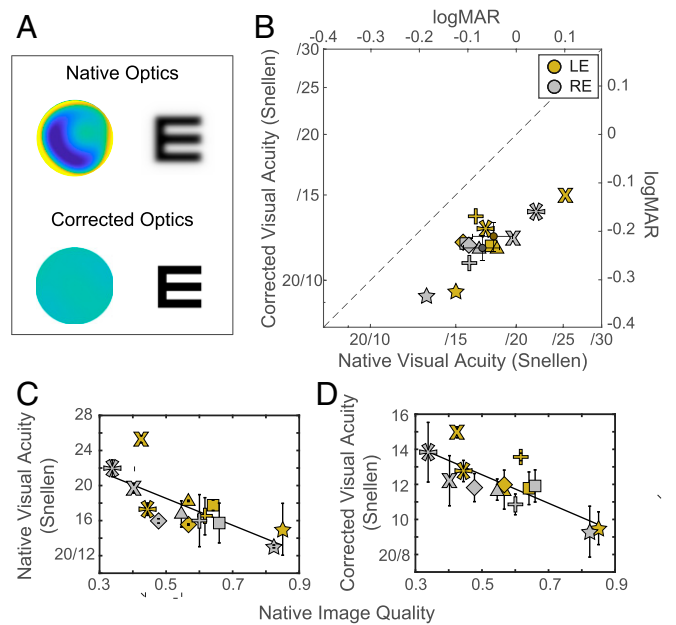 A
Native Optics
E
Corrected Optics
E
B
logMAR
-0.4 -0.3 -0.2 -0.1 0 0.1
/30
/25
/20
/15
20/10
Corrected Visual Acuity (Snellen)
LE
RE
0.1
0
-0.1
-0.2
-0.3
-0.4
logMAR
20/10 /15 /20 /25 /30
Native Visual Acuity (Snellen)
C
Native Visual Acuity
(Snellen)
28
24
20
16
20/12
0.3 0.5 0.7 0.9
D
Corrected Visual Acuity
(Snellen)
16
14
12
10
20/8
0.3 0.5 0.7 0.9
Native Image Quality